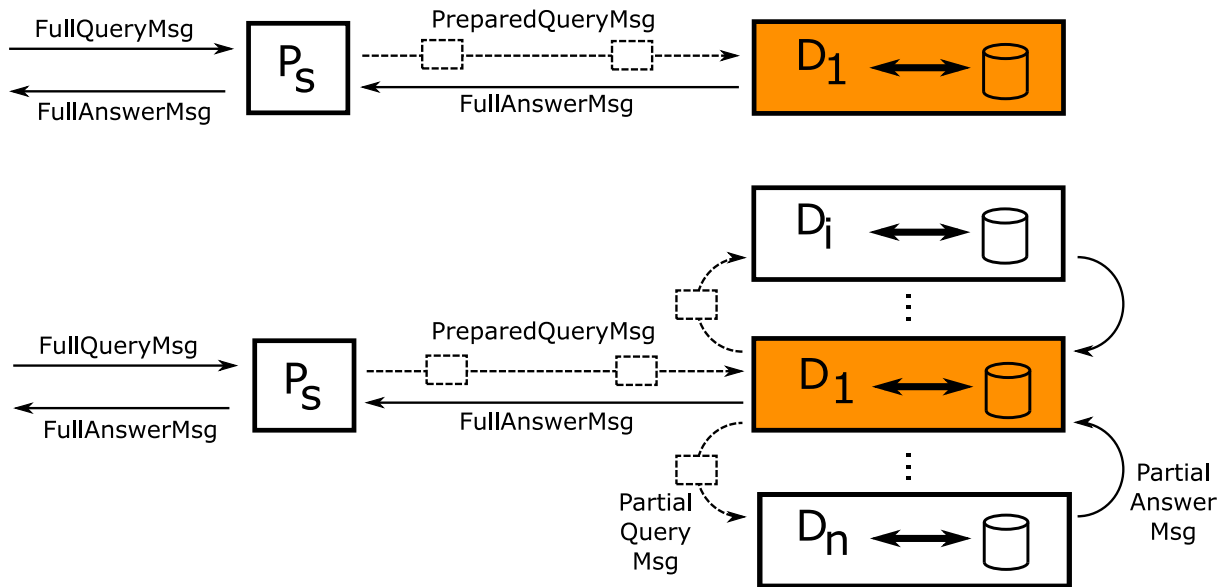 FullQueryMsg
PreparedQueryMsg
Ps
D1
FullAnswerMsg
FullAnswerMsg
Di
FullQueryMsg
PreparedQueryMsg
Ps
D1
FullAnswerMsg
FullAnswerMsg
Partial
Query
Msg
Partial
Answer
Msg
Dn